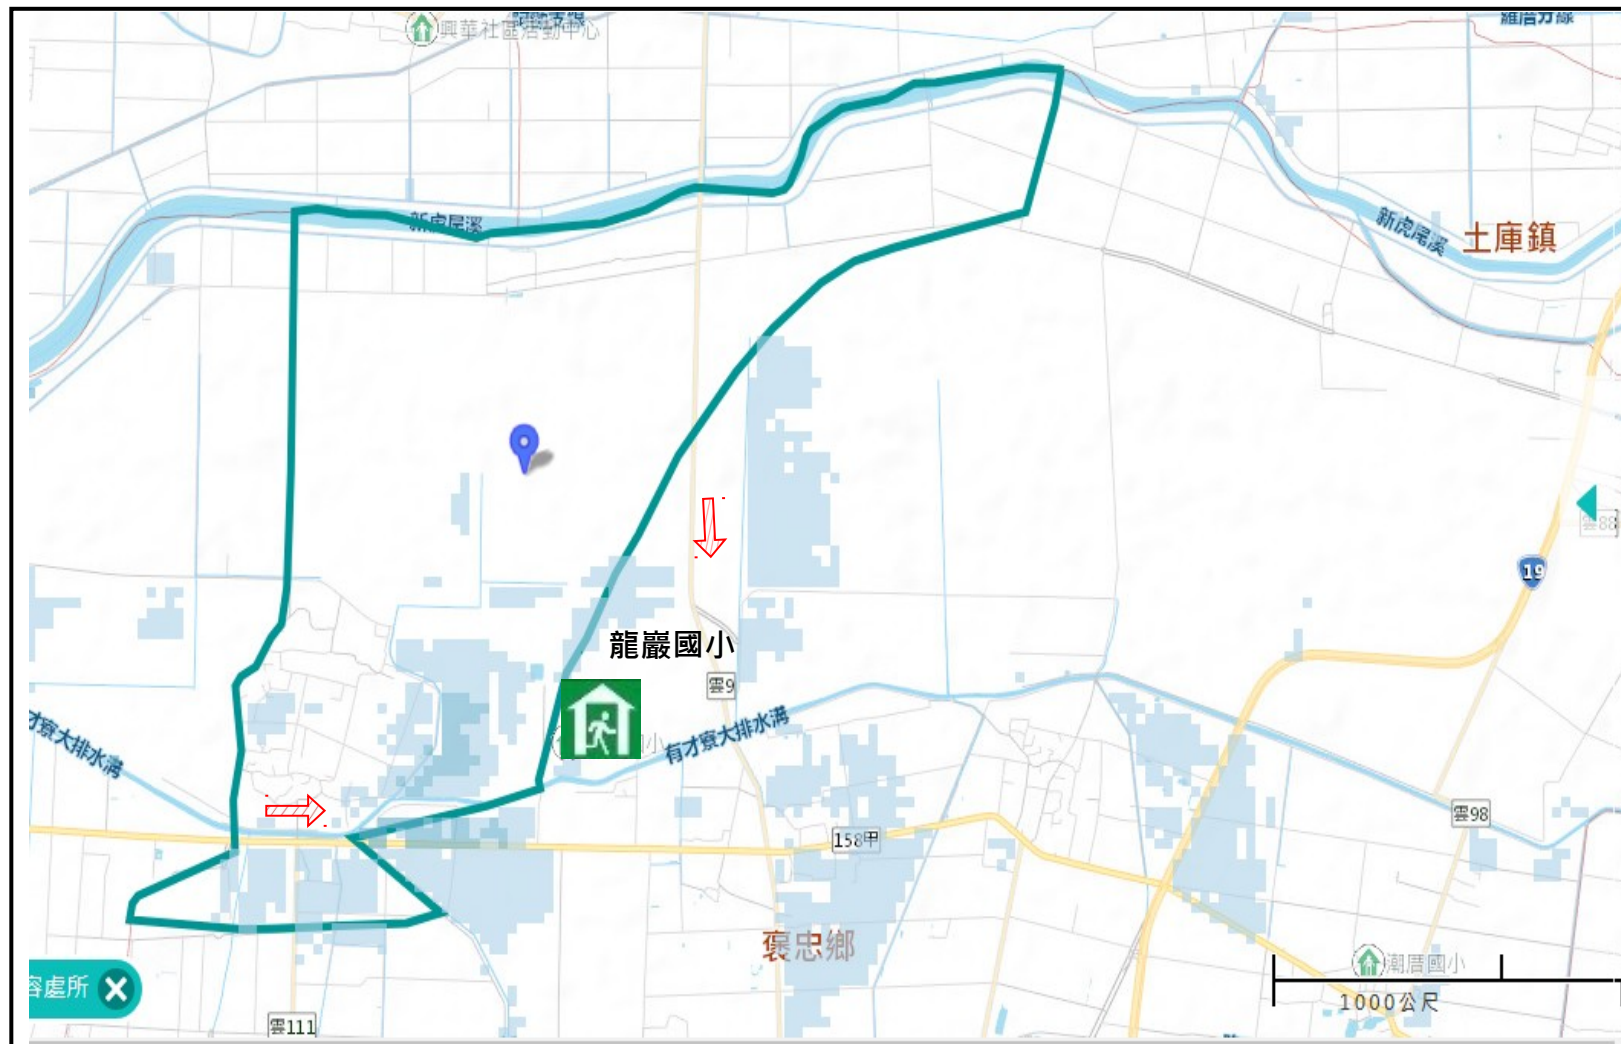 興華社區活動中心
新虎尾溪
新虎尾溪
土庫鎮
19
龍巖國小
雲9
小
有才寮大排水溝
才寮大排水溝
雲98
158甲
褒忠鄉
潮厝國小
容處所
1000公尺
雲111